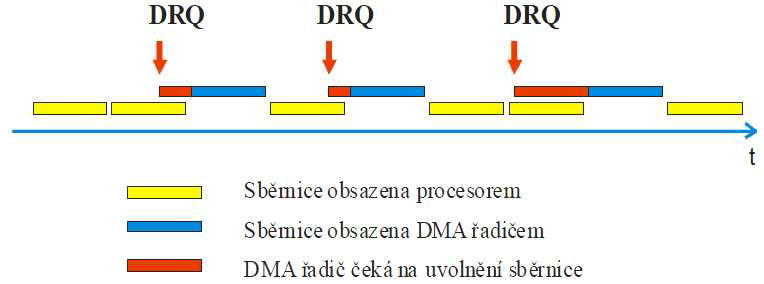 DRQ DRQ DRQ
t
Sběrnice obsazena procesorem
Sběrnice obsazena DMA řadičem
DMA řadič čeká na uvolnění sběrnice